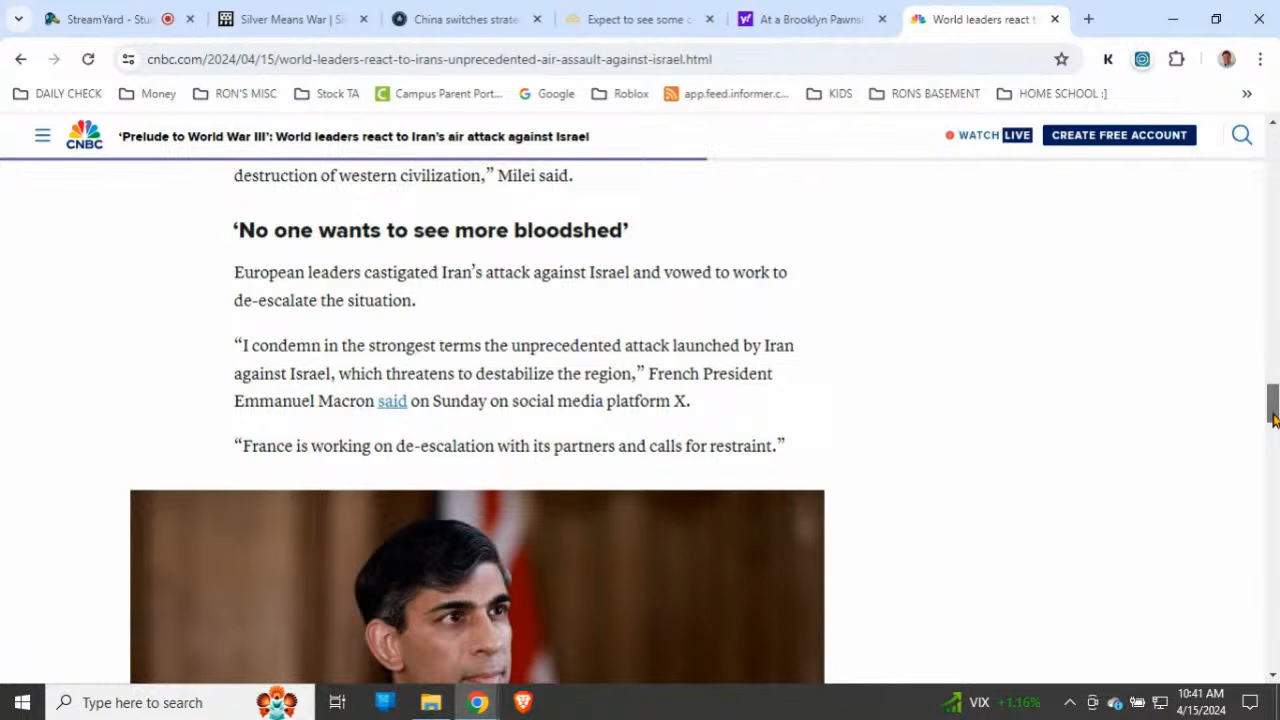 StreamYard - Stu
Silver Means War | Si
China switches strate
Expect to see some c
At a Brooklyn Pawns
World leaders react t
cnbc.com/2024/04/15/world-leaders-react-to-irans-unprecedented-air-assault-against-israel.html
K
DAILY CHECK
Money
RON'S MISC
Stock TA
Campus Parent Port...
Google
Roblox
app.feed.informer.c...
KIDS
RONS BASEMENT
HOME SCHOOL :]
CNBC
‘Prelude to World War III’: World leaders react to Iran’s air attack against Israel
WATCH LIVE
CREATE FREE ACCOUNT
destruction of western civilization,” Milei said.
‘No one wants to see more bloodshed’
European leaders castigated Iran’s attack against Israel and vowed to work to
de-escalate the situation.
“I condemn in the strongest terms the unprecedented attack launched by Iran
against Israel, which threatens to destabilize the region,” French President
Emmanuel Macron said on Sunday on social media platform X.
“France is working on de-escalation with its partners and calls for restraint.”
Type here to search
VIX +1.16%
10:41 AM
4/15/2024